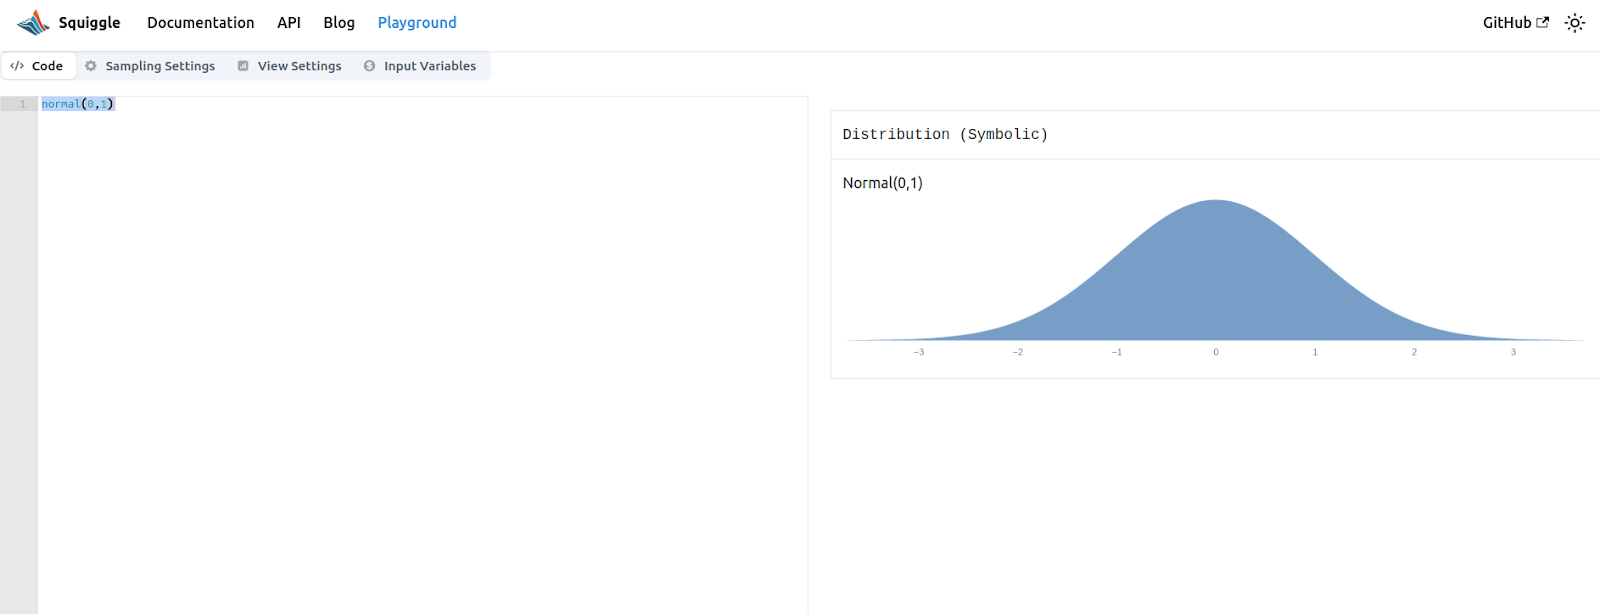 Squiggle Documentation API Blog Playground GitHub
</> Code Sampling Settings View Settings Input Variables
1 normal(0,1)
Distribution (Symbolic)
Normal(0,1)
−3 −2 −1 0 1 2 3